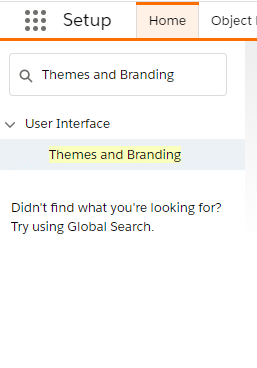 Setup
Home
Object
Themes and Branding
User Interface
Themes and Branding
Didn't find what you're looking for?
Try using Global Search.